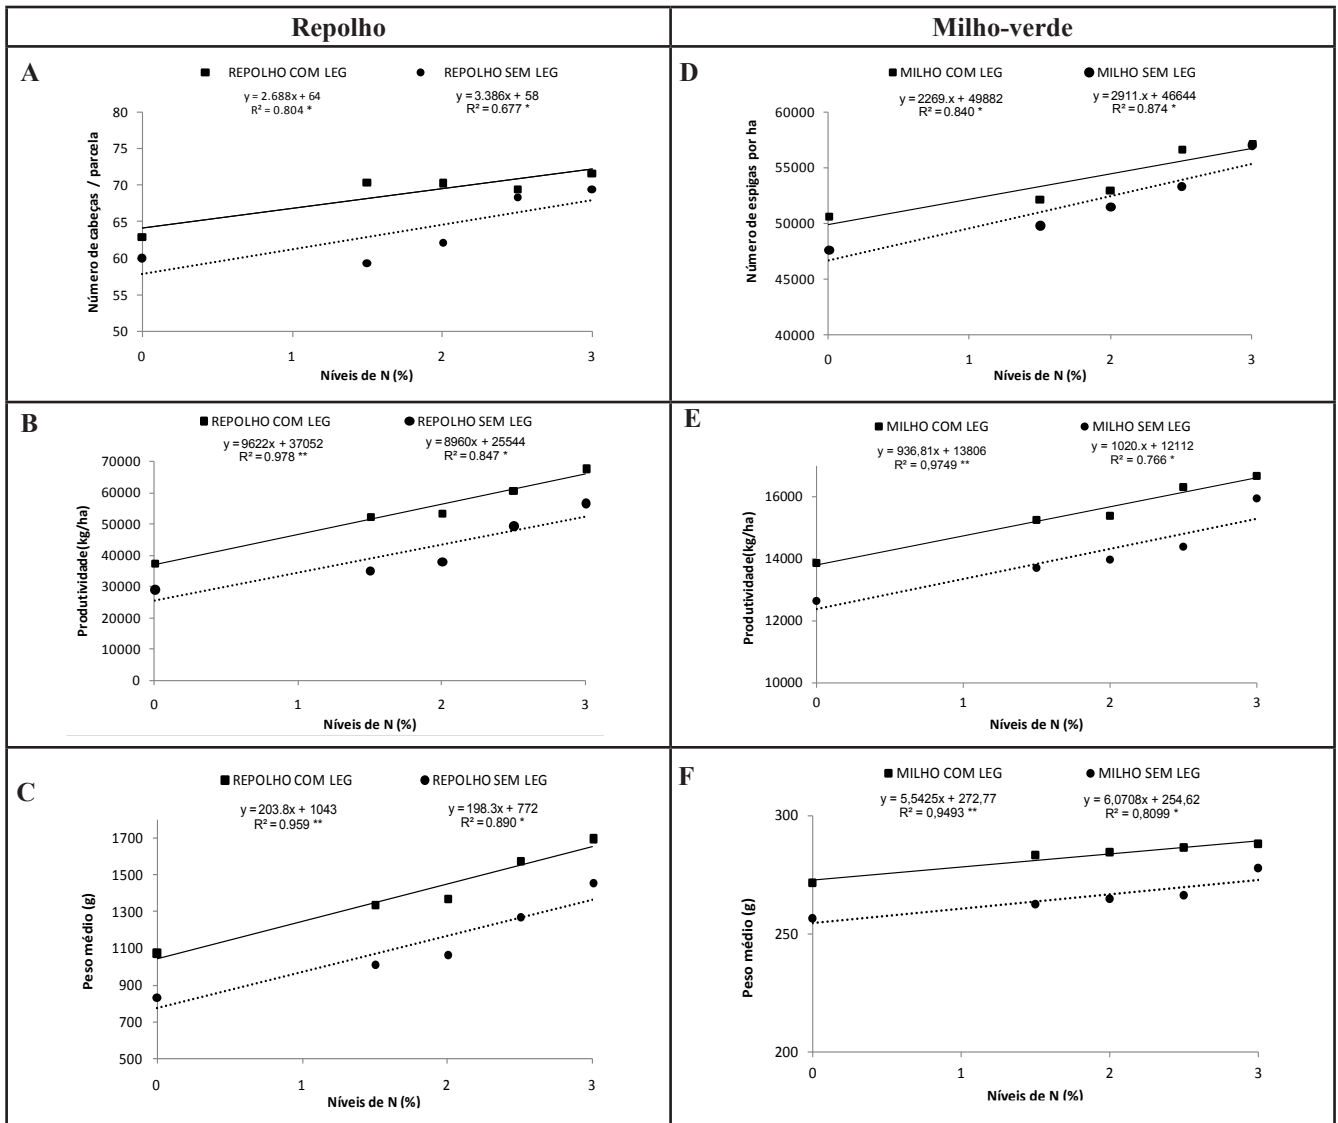 Repolho
Milho-verde
A
REPOLHO COM LEG
REPOLHO SEM LEG
y = 2.688x + 64
R² = 0.804 *
y = 3.386x + 58
R² = 0.677 *
80
75
70
65
60
55
50
Número de cabeças / parcela
0 1 2 3
Níveis de N (%)
D
MILHO COM LEG
MILHO SEM LEG
y = 2269.x + 49882
R² = 0.840 *
y = 2911.x + 46644
R² = 0.874 *
60000
55000
50000
45000
40000
Número de espigas por ha
0 1 2 3
Níveis de N (%)
B
REPOLHO COM LEG
REPOLHO SEM LEG
y = 9622x + 37052
R² = 0.978 **
y = 8960x + 25544
R² = 0.847 *
70000
60000
50000
40000
30000
20000
10000
0
Produtividade(kg/ha)
0 1 2 3
Níveis de N (%)
E
MILHO COM LEG
MILHO SEM LEG
y = 936,81x + 13806
R² = 0,9749 **
y = 1020.x + 12112
R² = 0.766 *
16000
14000
12000
10000
Produtividade(kg/ha)
0 1 2 3
Níveis de N (%)
C
REPOLHO COM LEG
REPOLHO SEM LEG
y = 203.8x + 1043
R² = 0.959 **
y = 198.3x + 772
R² = 0.890 *
1700
1500
1300
1100
900
700
500
Peso médio (g)
0 1 2 3
Níveis de N (%)
F
MILHO COM LEG
MILHO SEM LEG
y = 5,5425x + 272,77
R² = 0,9493 **
y = 6,0708x + 254,62
R² = 0,8099 *
300
250
200
Peso médio (g)
0 1 2 3
Níveis de N (%)